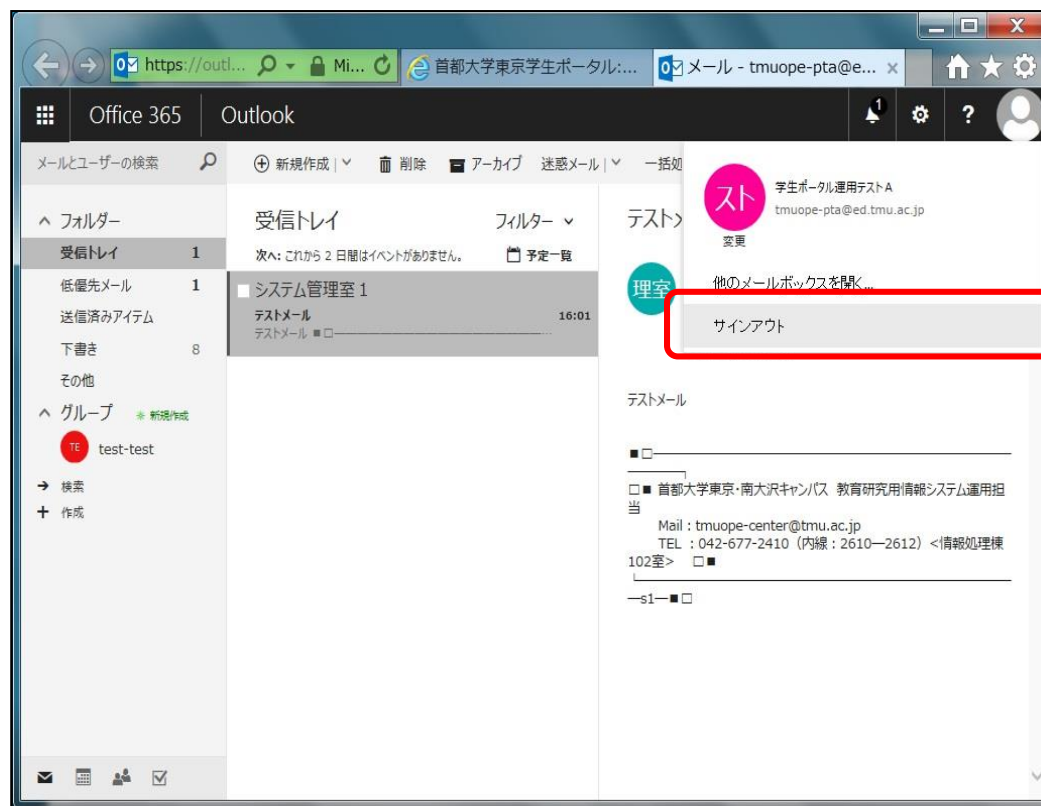 https://outl... Mi... 首都大学東京学生ポータル:... メール - tmuope-pta@e...
Office 365 Outlook 1 ?
メールとユーザーの検索
新規作成 削除 アーカイブ 迷惑メール 一括処
フォルダー
受信トレイ 1
低優先メール 1
送信済みアイテム
下書き 8
その他
グループ 新規作成
TE test-test
検索
作成
受信トレイ フィルター
次へ: これから 2 日間はイベントがありません。 予定一覧
システム管理室 1
テストメール 16:01
テストメール ■□―――――――――――――――――――...
テストメ
理室
スト
変更
学生ポータル運用テストA
tmuope-pta@ed.tmu.ac.jp
他のメールボックスを開く...
サインアウト
テストメール
■□――――――――――――――――――――――――
――――┐
□■ 首都大学東京・南大沢キャンパス 教育研究用情報システム運用担
当
Mail : tmuope-center@tmu.ac.jp
TEL : 042-677-2410 (内線 : 2610―2612) <情報処理棟
102室> □■
└――――――――――――――――――――――――
―s1―■□